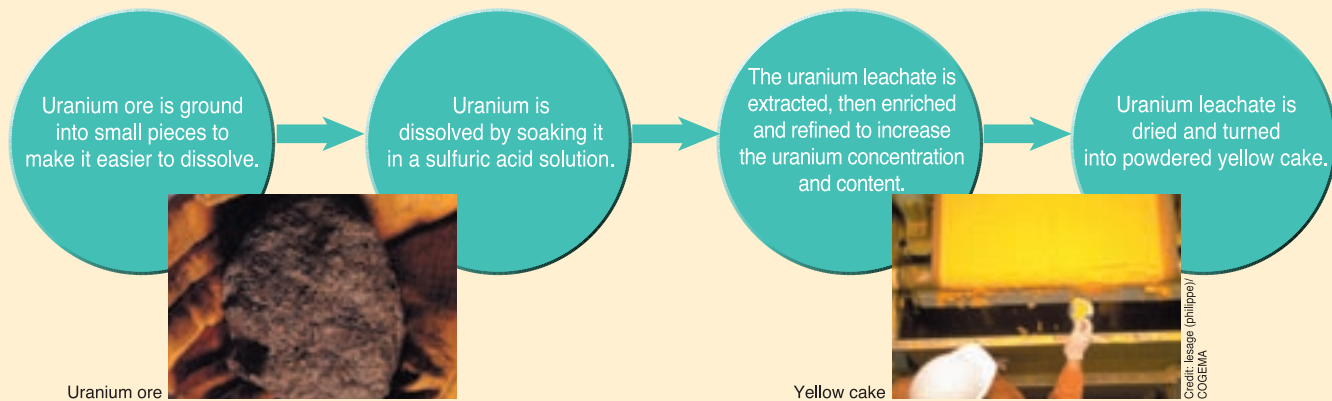 Uranium ore is ground
into small pieces to
make it easier to dissolve.
Uranium is
dissolved by soaking it
in a sulfuric acid solution.
The uranium leachate is
extracted, then enriched
and refined to increase
the uranium concentration
and content.
Uranium leachate is
dried and turned
into powdered yellow cake.
Uranium ore
Yellow cake
Credit: lesage (philippe)/
COGEMA